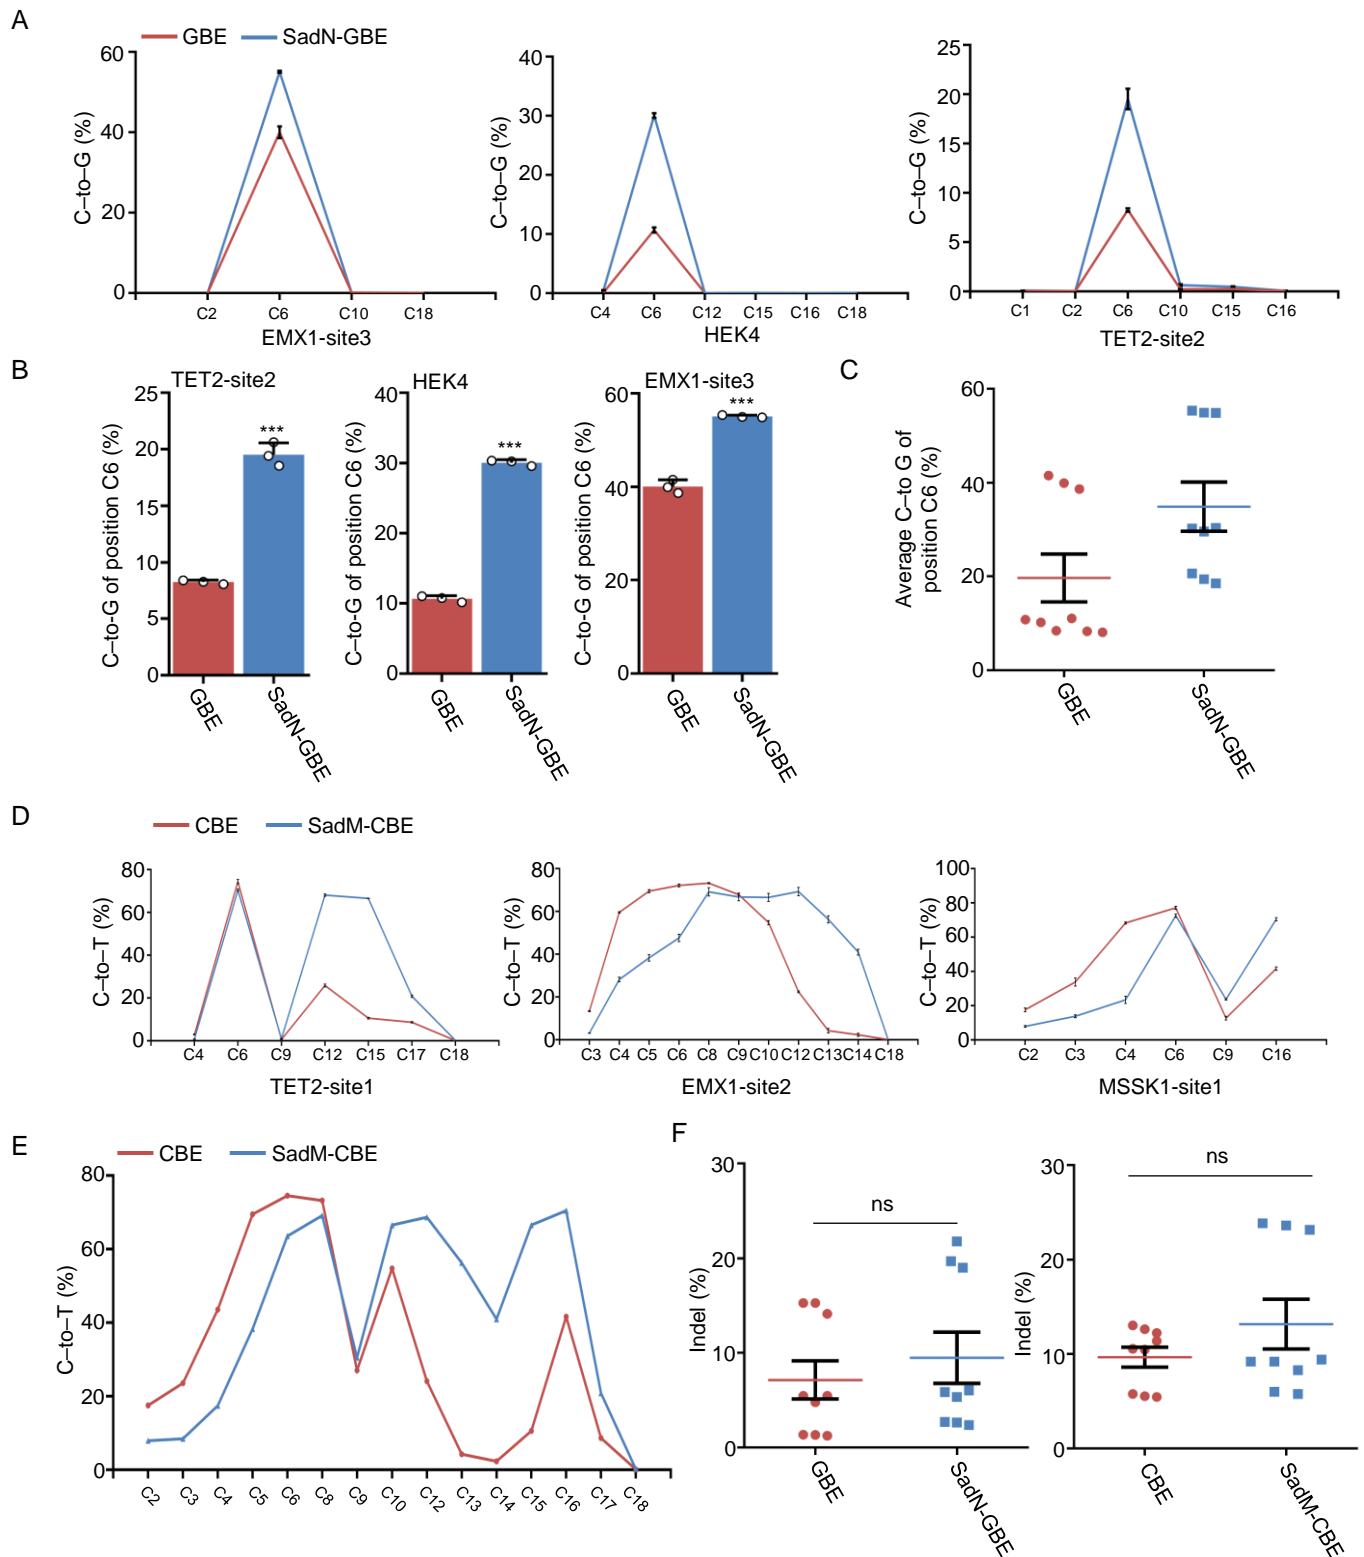 A
GBE
SadN-GBE
60
40
20
0
C–to–G (%)
C2 C6 C10 C18
EMX1-site3
40
30
20
10
0
C–to–G (%)
C4 C6 C12 C15 C16 C18
HEK4
25
20
15
10
5
0
C–to–G (%)
C1 C2 C6 C10 C15 C16
TET2-site2
B
TET2-site2
25
20
15
10
5
0
C–to-G of position C6 (%)
***
GBE
SadN-GBE
HEK4
40
30
20
10
0
C–to-G of position C6 (%)
***
GBE
SadN-GBE
EMX1-site3
60
40
20
0
C–to-G of position C6 (%)
***
GBE
SadN-GBE
C
60
40
20
0
Average C–to G of
position C6 (%)
GBE
SadN-GBE
D
CBE
SadM-CBE
80
60
40
20
0
C–to–T (%)
C4 C6 C9 C12 C15 C17 C18
TET2-site1
80
60
40
20
0
C–to–T (%)
C3 C4 C5 C6 C8 C9 C10 C12 C13 C14 C18
EMX1-site2
100
80
60
40
20
0
C–to–T (%)
C2 C3 C4 C6 C9 C16
MSSK1-site1
E
CBE
SadM-CBE
80
60
40
20
0
C–to–T (%)
C2 C3 C4 C5 C6 C8 C9 C10 C12 C13 C14 C15 C16 C17 C18
F
30
20
10
0
Indel (%)
ns
GBE
SadN-GBE
30
20
10
0
Indel (%)
ns
CBE
SadM-CBE